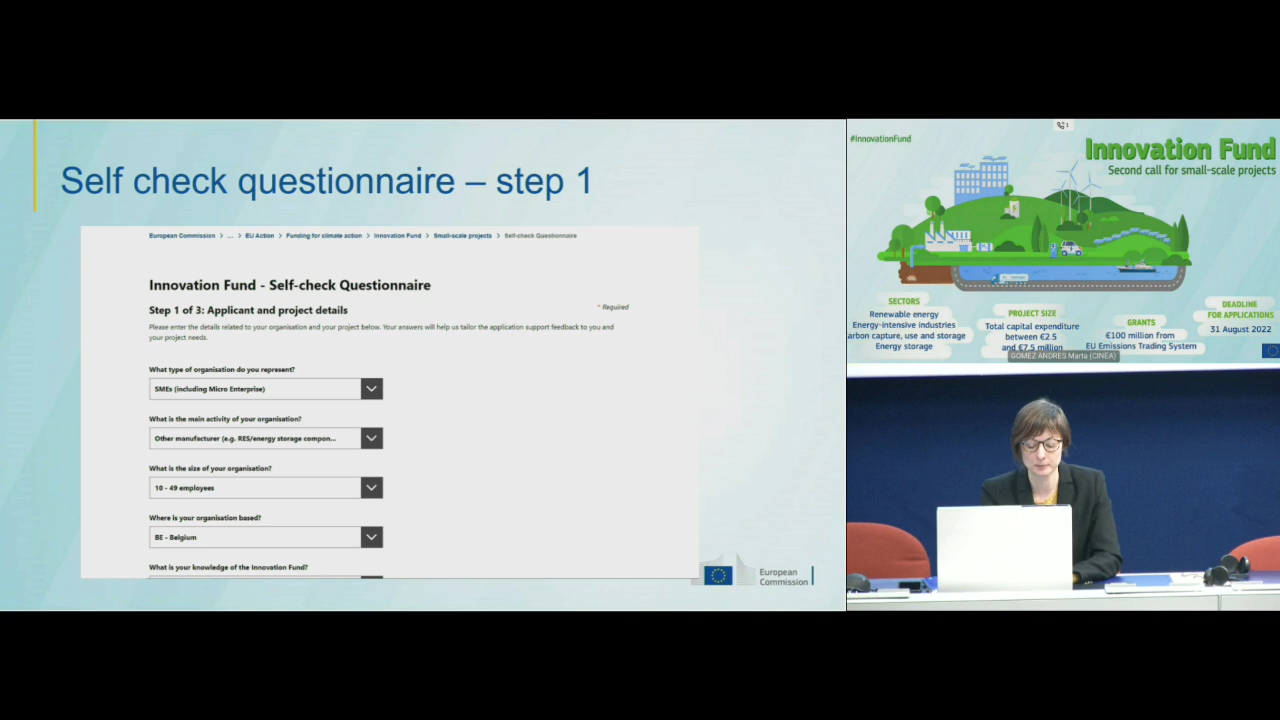 Self check questionnaire – step 1
European Commission > ... > EU Action > Funding for climate action > Innovation Fund > Small-scale projects > Self-check Questionnaire
Innovation Fund - Self-check Questionnaire
Step 1 of 3: Applicant and project details
* Required
Please enter the details related to your organisation and your project below. Your answers will help us tailor the application support feedback to you and
your project needs.
What type of organisation do you represent?
SMEs (including Micro Enterprise)
What is the main activity of your organisation?
Other manufacturer (e.g. RES/energy storage compon...
What is the size of your organisation?
10 - 49 employees
Where is your organisation based?
BE - Belgium
What is your knowledge of the Innovation Fund?
European
Commission
1
#InnovationFund
Innovation Fund
Second call for small-scale projects
SECTORS
Renewable energy
Energy-intensive industries
arbon capture, use and storage
Energy storage
PROJECT SIZE
Total capital expenditure
between €2.5
and €7.5 million
GRANTS
€100 million from
EU Emissions Trading System
DEADLINE
FOR APPLICATIONS
31 August 2022
GOMEZ ANDRES Marta (CINEA)